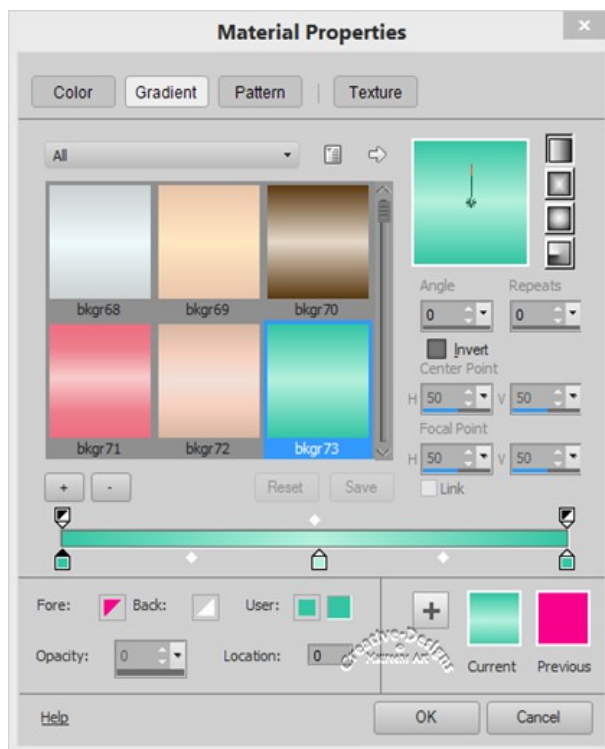 Material Properties
x
Color Gradient Pattern | Texture
All
bkgr68 bkgr69 bkgr70
bkgr71 bkgr72 bkgr73
Angle Repeats
0 0
Invert
Center Point
H 50 V 50
Focal Point
H 50 V 50
Link
+ - Reset Save
Fore: Back: User:
+
Opacity: 0 Location: 0
Creative-Designs
Current Previous
Help OK Cancel